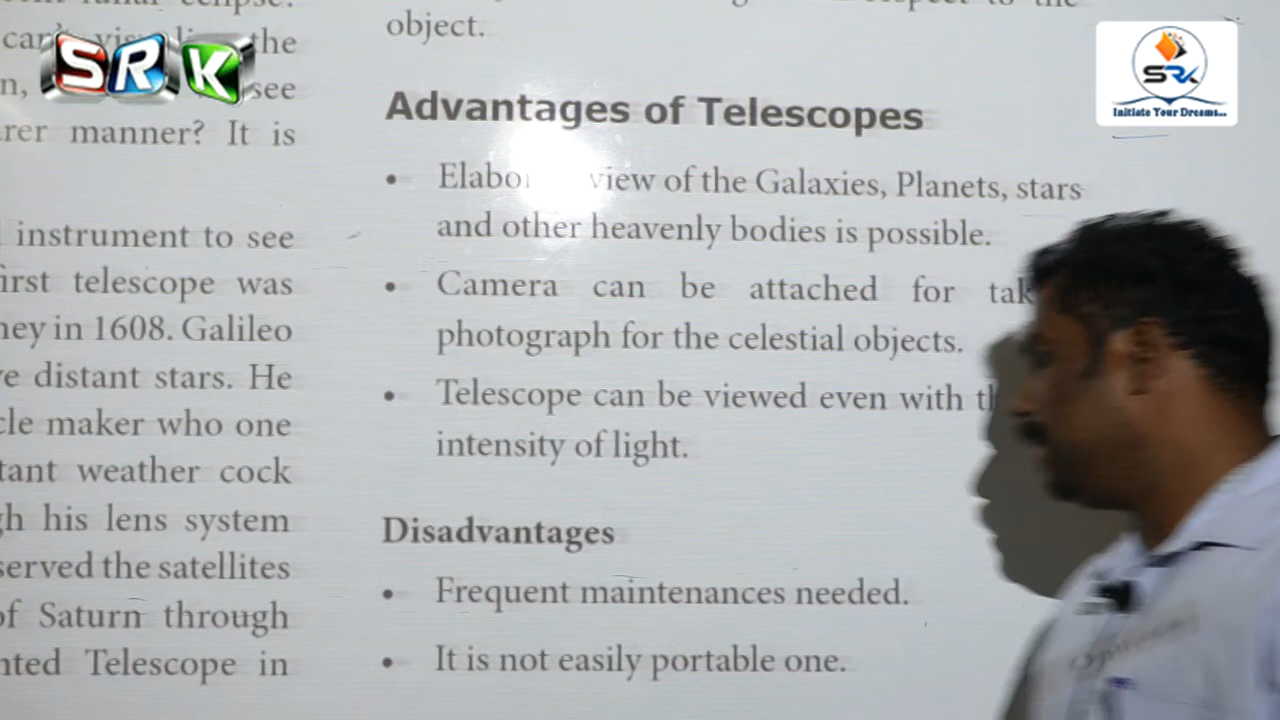 SRK
SRK
Initiate Your Dreams...
the
n, see
rer manner? It is
instrument to see
irst telescope was
ney in 1608. Galileo
e distant stars. He
cle maker who one
tant weather cock
gh his lens system
served the satellites
of Saturn through
nted Telescope in
object.
Advantages of Telescopes
• view of the Galaxies, Planets, stars
and other heavenly bodies is possible.
• Camera can be attached for
photograph for the celestial objects.
• Telescope can be viewed even with
intensity of light.
Disadvantages
• Frequent maintenances needed.
• It is not easily portable one.